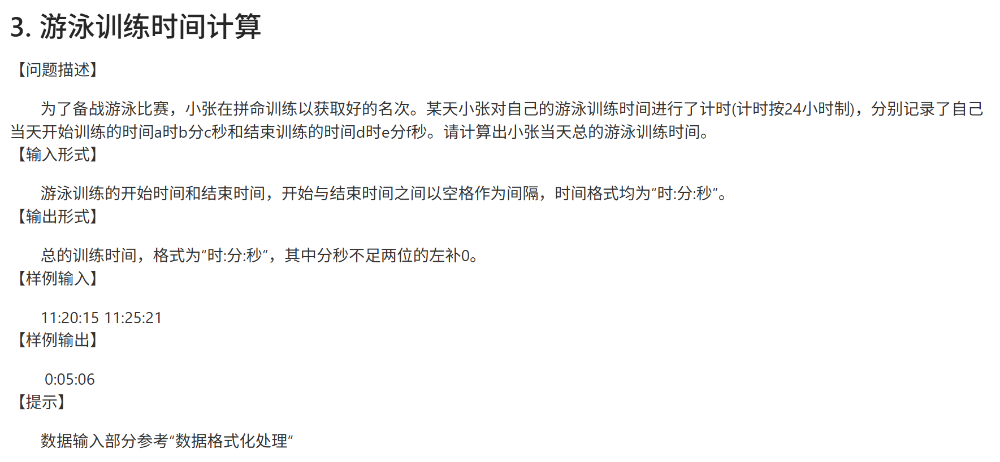 3. 游泳训练时间计算
【问题描述】
为了备战游泳比赛，小张在拼命训练以获取好的名次。某天小张对自己的游泳训练时间进行了计时(计时按24小时制)，分别记录了自己
当天开始训练的时间a时b分c秒和结束训练的时间d时e分f秒。请计算出小张当天总的游泳训练时间。
【输入形式】
游泳训练的开始时间和结束时间，开始与结束时间之间以空格作为间隔，时间格式均为“时:分:秒”。
【输出形式】
总的训练时间，格式为“时:分:秒”，其中分秒不足两位的左补0。
【样例输入】
11:20:15 11:25:21
【样例输出】
0:05:06
【提示】
数据输入部分参考“数据格式化处理”